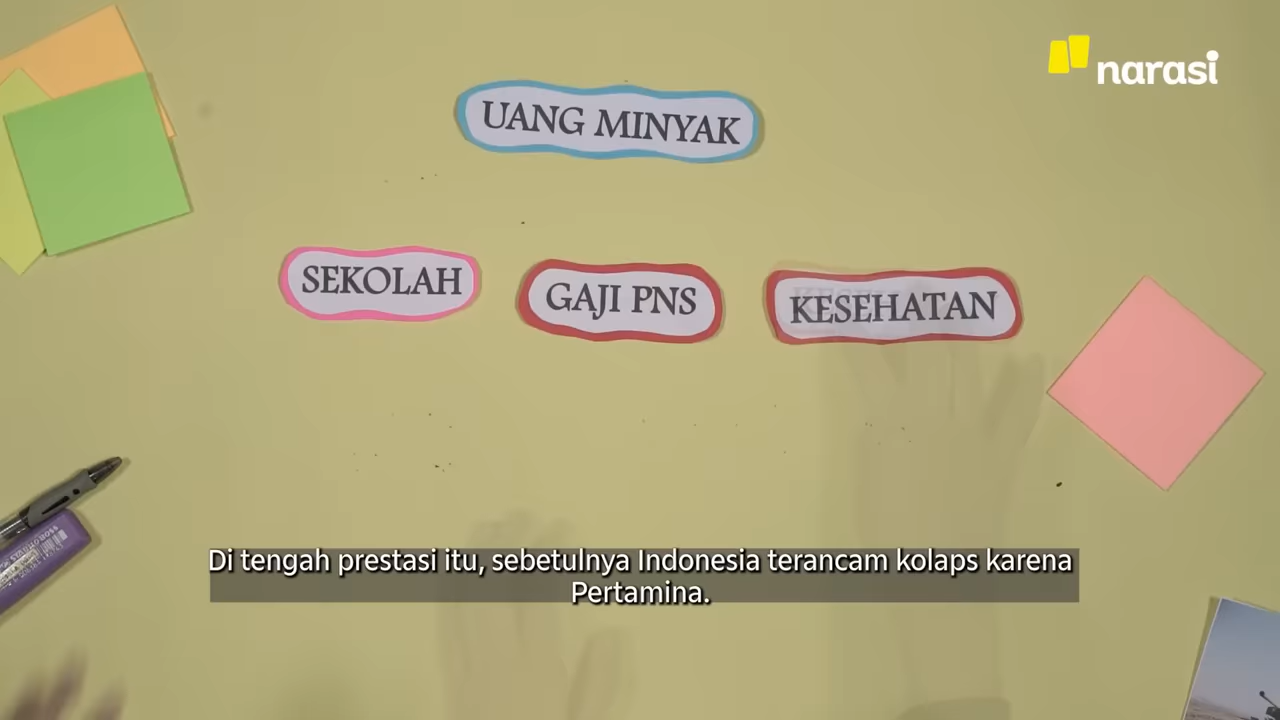 narasi
UANG MINYAK
SEKOLAH
GAJI PNS
KESEHATAN
Di tengah prestasi itu, sebetulnya Indonesia terancam kolaps karena
Pertamina.